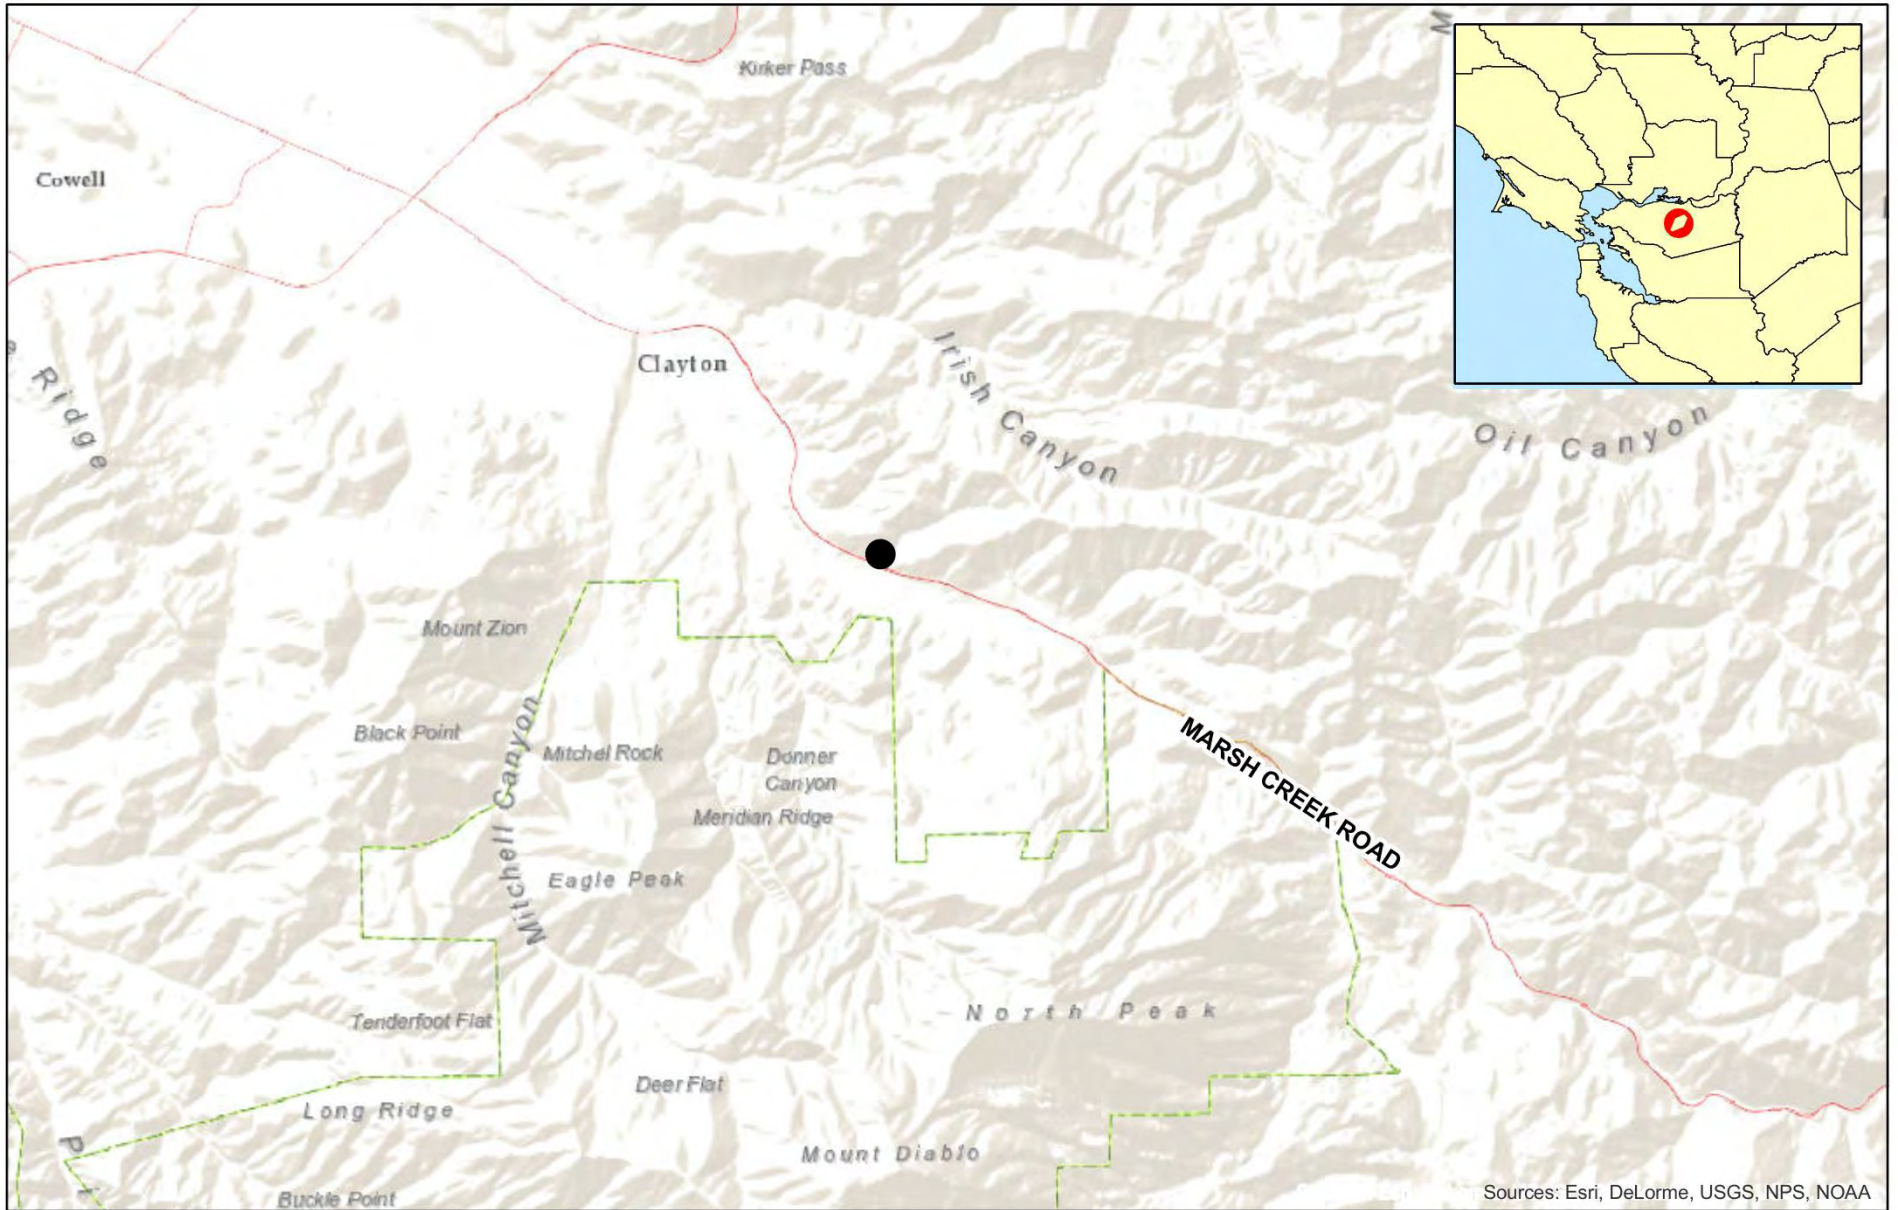 M
Kirker Pass
Cowell
Clayton
Irish Canyon
Oil Canyon
e Ridge
Mount Zion
Mitchell Canyon
Black Point
Mitchel Rock
Donner
Canyon
Meridian Ridge
MARSH CREEK ROAD
Eagle Peak
North Peak
Tenderfoot Flat
Deer Flat
Long Ridge
Mount Diablo
P i
Buckle Point
Sources: Esri, DeLorme, USGS, NPS, NOAA